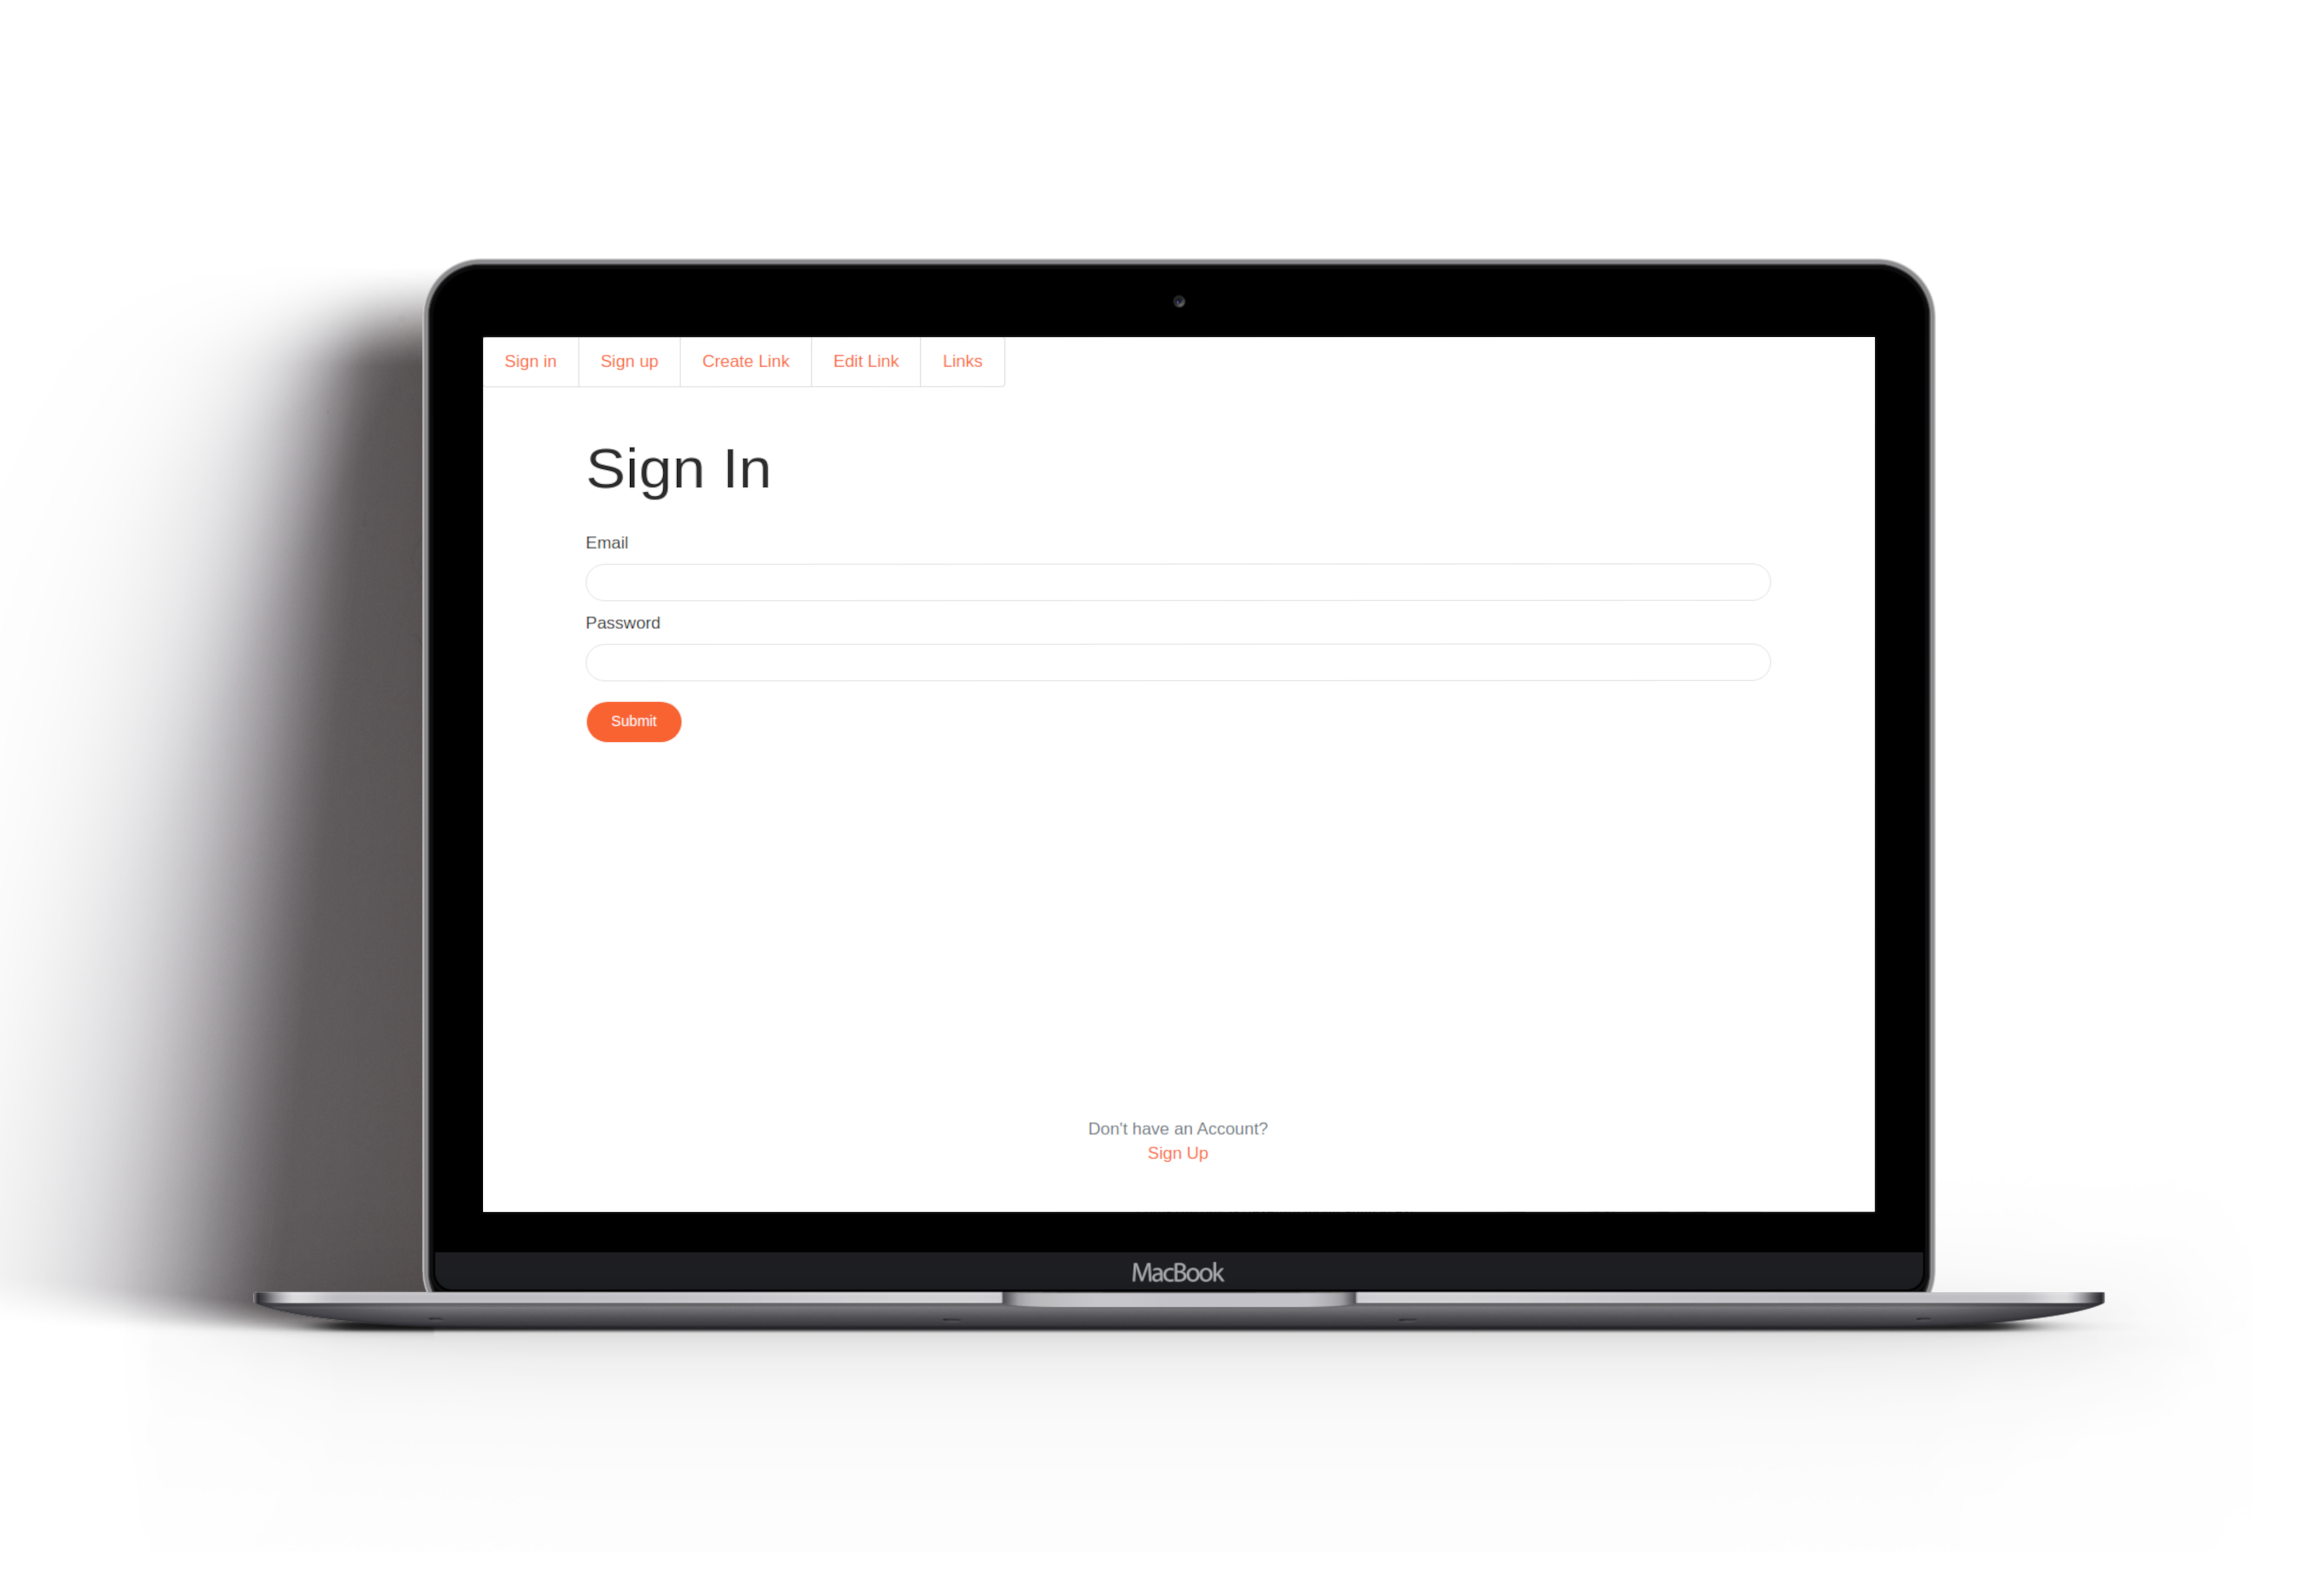 Sign in Sign up Create Link Edit Link Links
Sign In
Email
Password
Submit
Don't have an Account?
Sign Up
MacBook